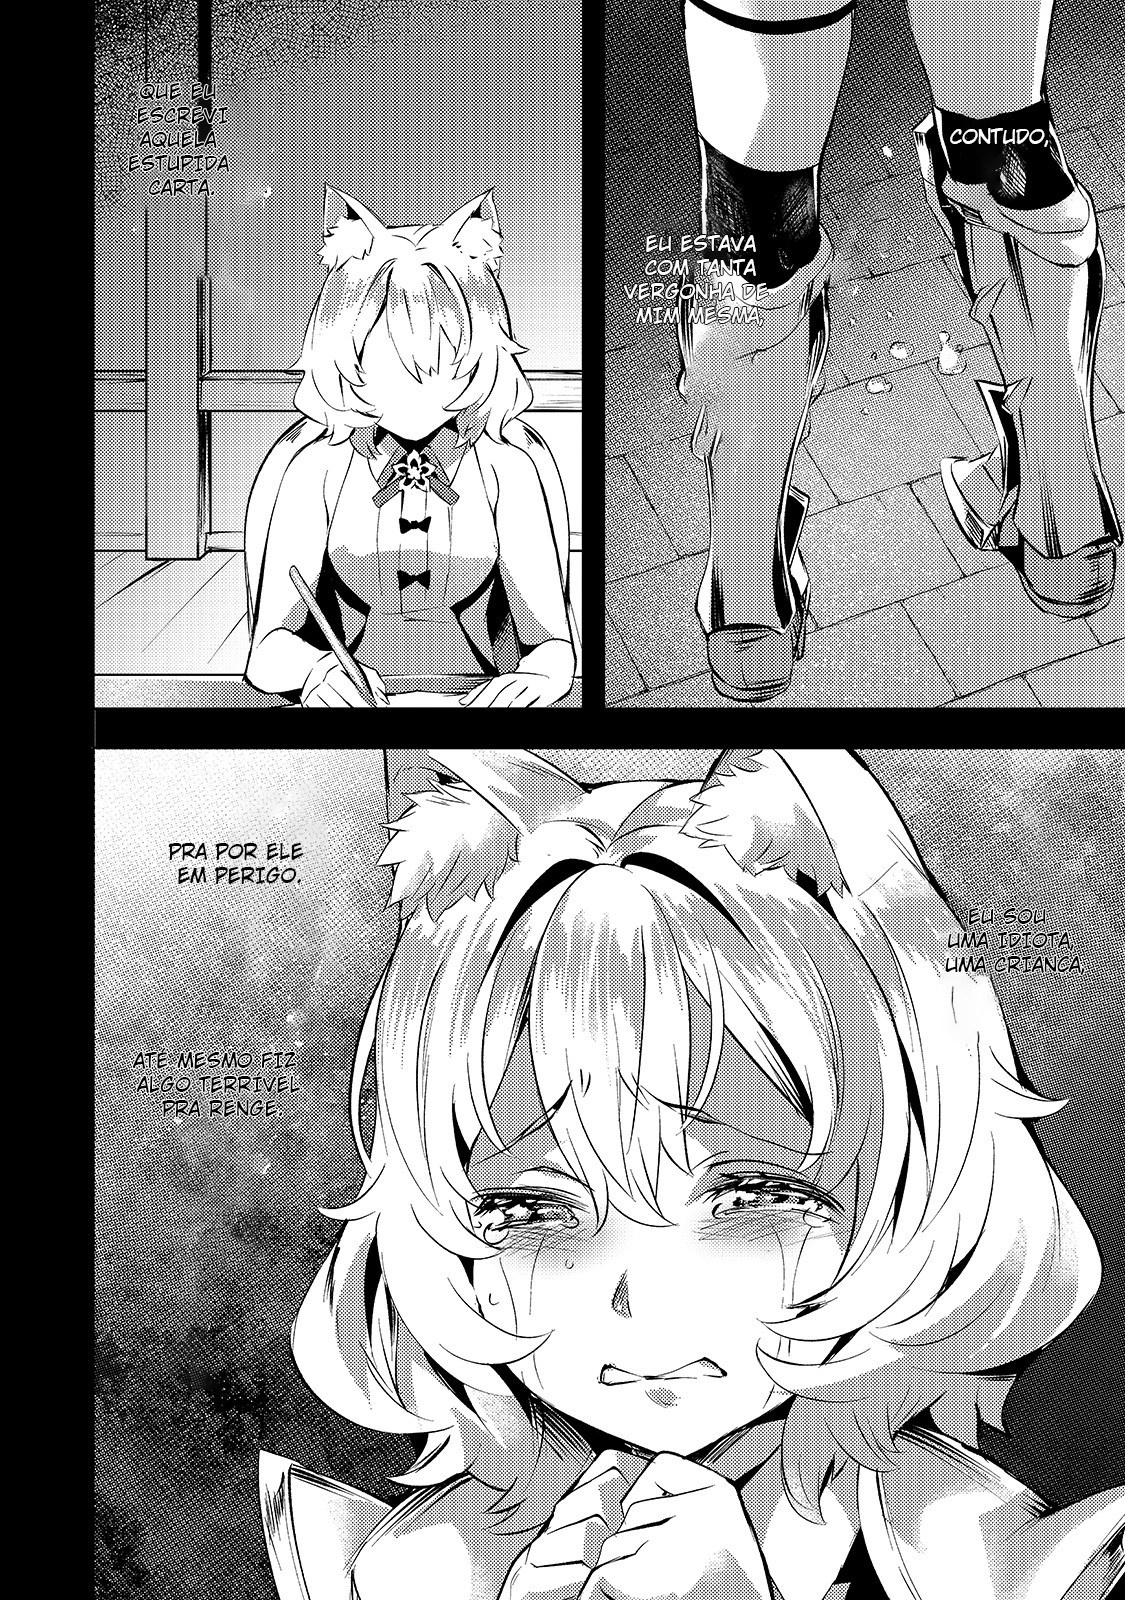 CONTUDO,
EU ESTAVA
COM TANTA
VERGONHA DE
MIM MESMA,
QUE EU
ESCREVI
AQUELA
ESTUPIDA
CARTA.
EU SOU
UMA IDIOTA,
UMA CRIANCA,
PRA POR ELE
EM PERIGO.
ATÉ MESMO FIZ
ALGO TERRÍVEL
PRA RENGE.